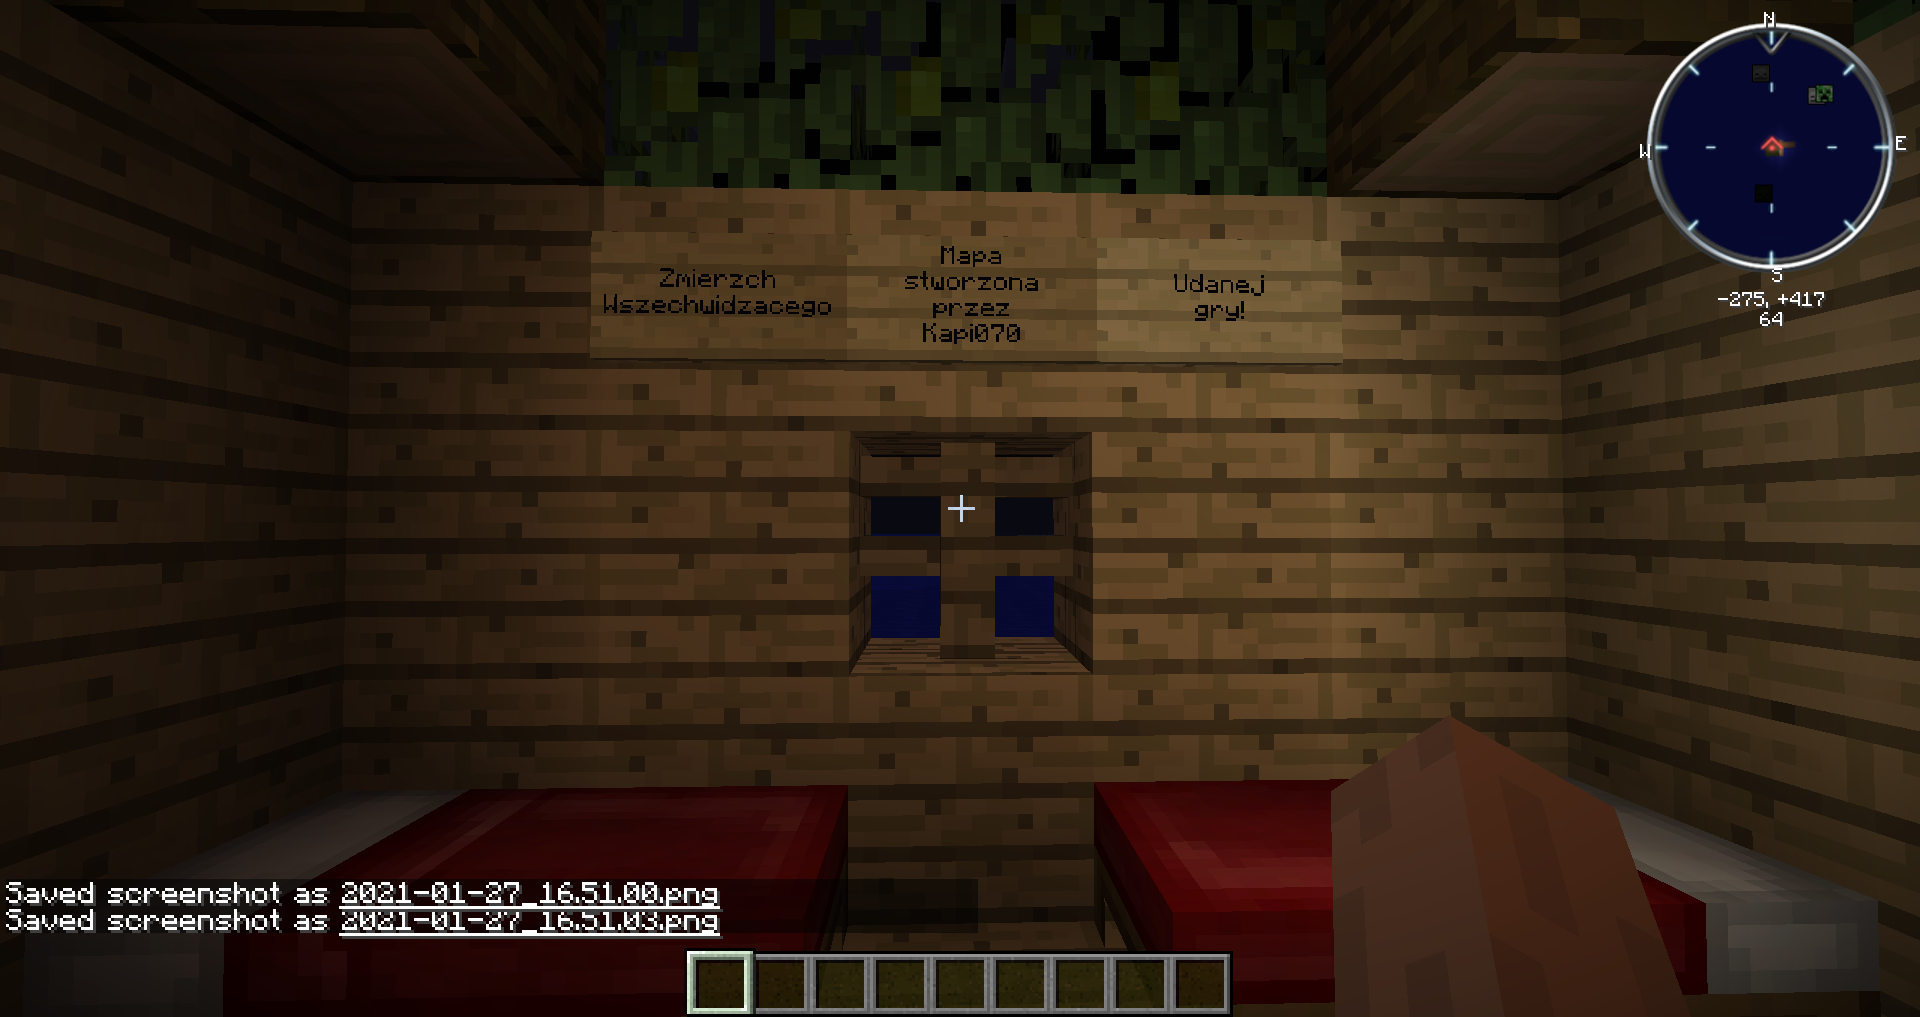 Zmierzch
Wszechwidzacego
Mapa
stworzona
przez
Kapi070
Udanej
gry!
N
W
E
S
-275, +417
64
Saved screenshot as 2021-01-27_16.51.00.png
Saved screenshot as 2021-01-27_16.51.03.png